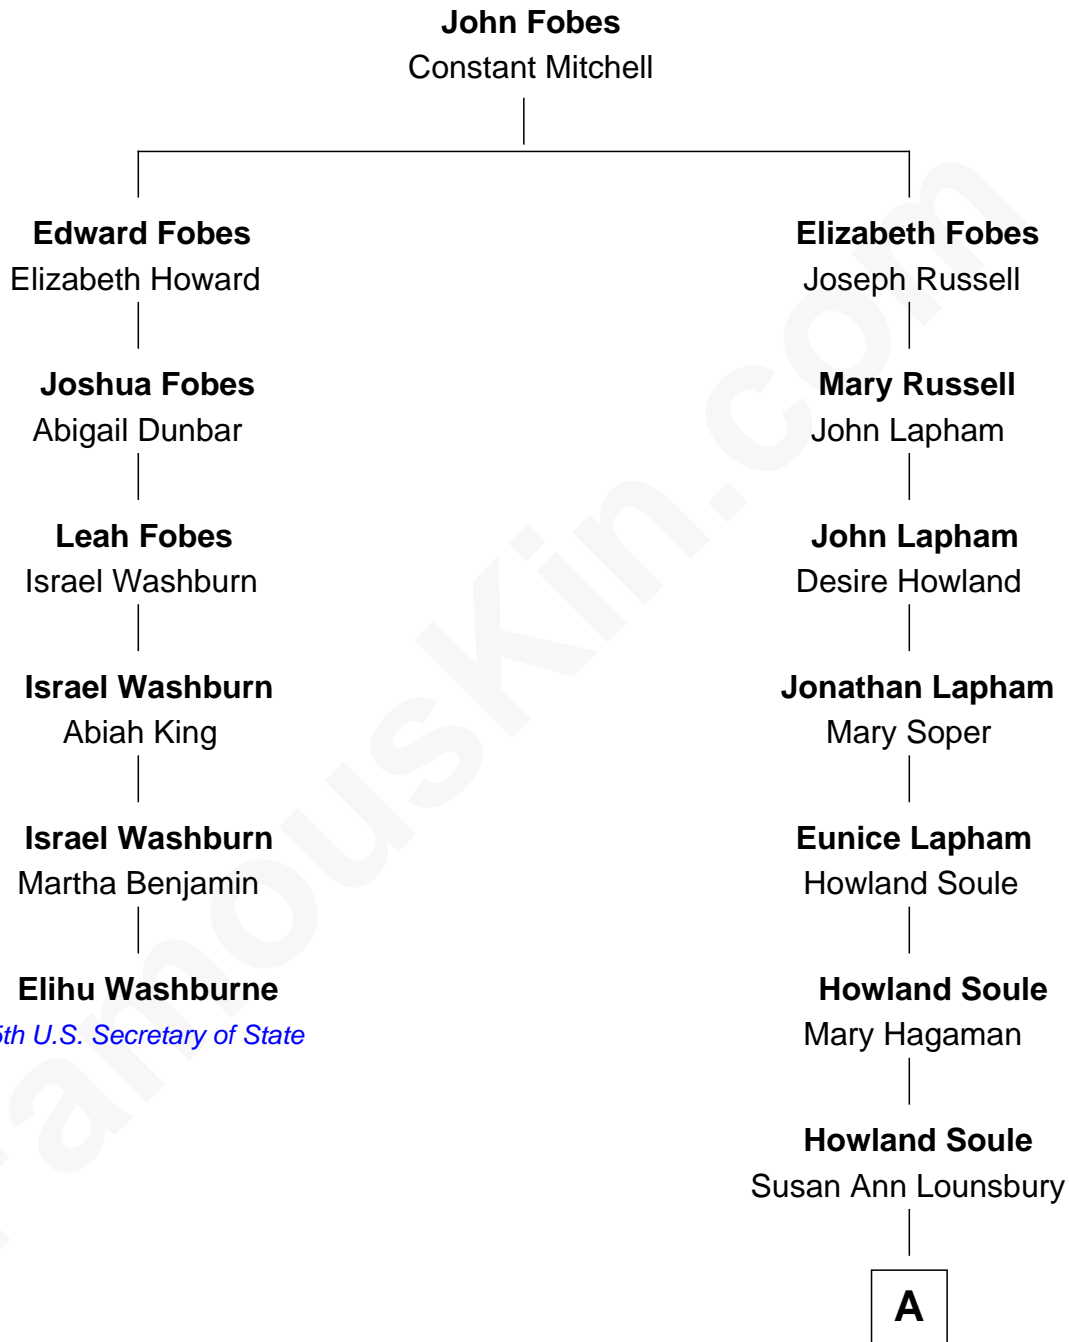 John Fobes
Constant Mitchell
Edward Fobes
Elizabeth Howard
Elizabeth Fobes
Joseph Russell
Joshua Fobes
Abigail Dunbar
Mary Russell
John Lapham
Leah Fobes
Israel Washburn
John Lapham
Desire Howland
Israel Washburn
Abiah King
Jonathan Lapham
Mary Soper
Israel Washburn
Martha Benjamin
Eunice Lapham
Howland Soule
Elihu Washburne
5th U.S. Secretary of State
Howland Soule
Mary Hagaman
Howland Soule
Susan Ann Lounsbury
A
FamousKin.com